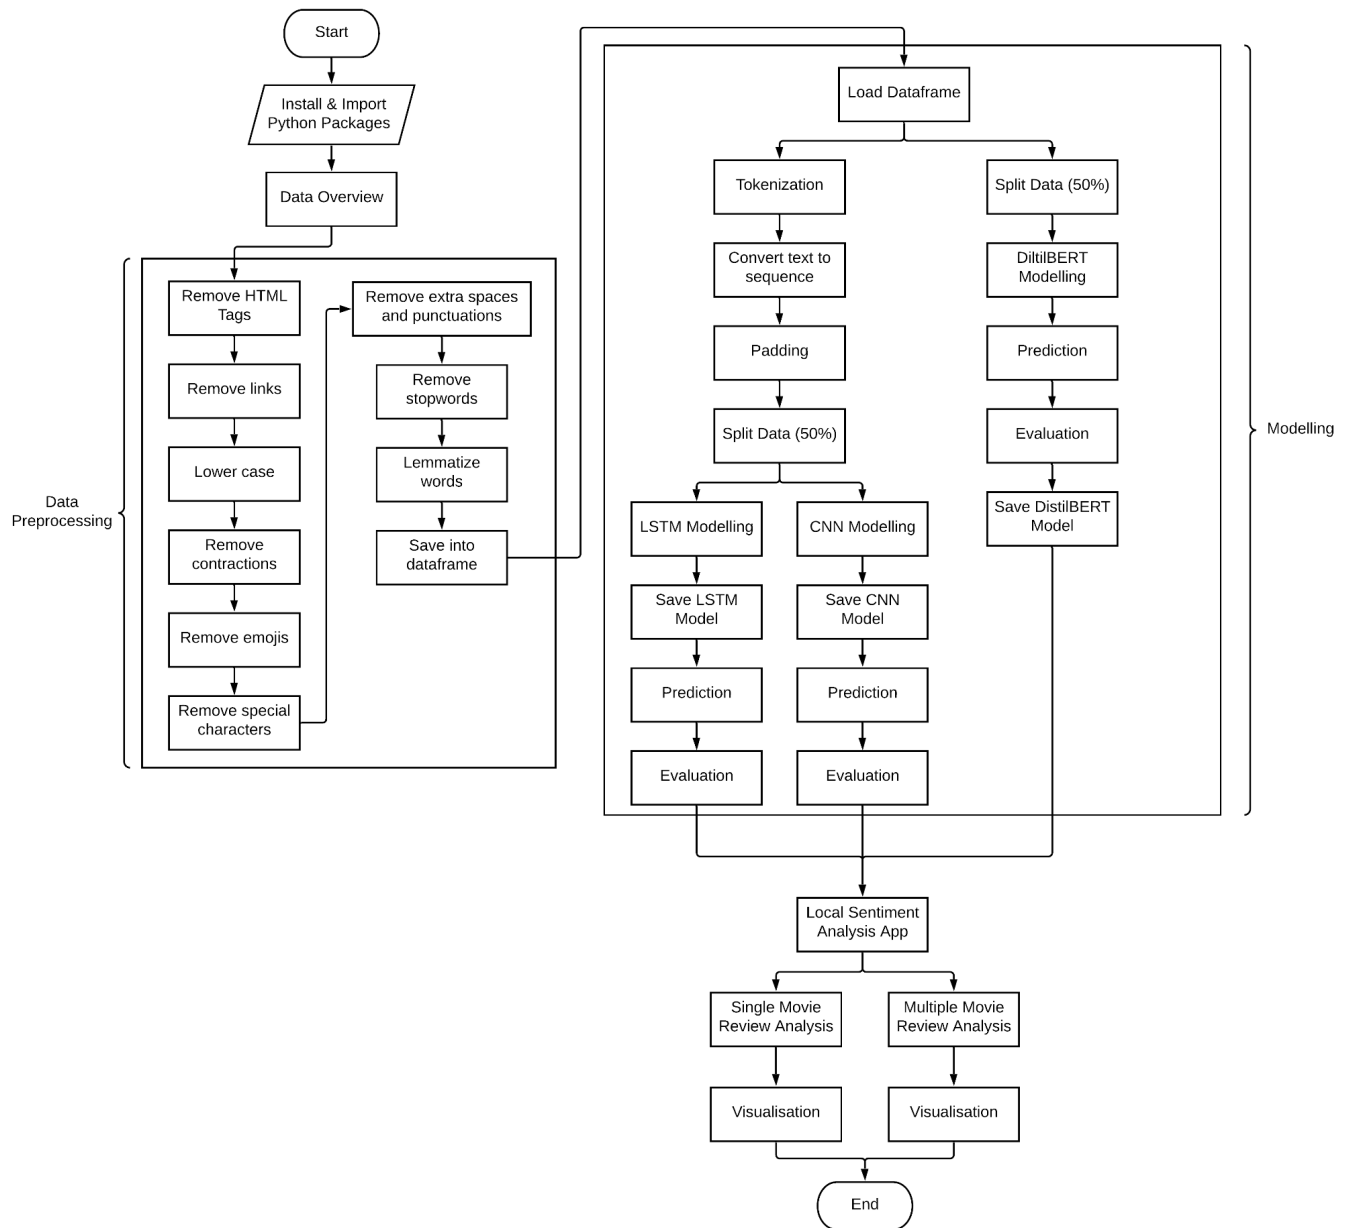 Start
Install & Import
Python Packages
Data Overview
Data
Preprocessing
Remove HTML
Tags
Remove links
Lower case
Remove
contractions
Remove emojis
Remove special
characters
Remove extra spaces
and punctuations
Remove
stopwords
Lemmatize
words
Save into
dataframe
Load Dataframe
Tokenization
Convert text to
sequence
Padding
Split Data (50%)
LSTM Modelling
Save LSTM
Model
Prediction
Evaluation
CNN Modelling
Save CNN
Model
Prediction
Evaluation
Split Data (50%)
DiltilBERT
Modelling
Prediction
Evaluation
Save DistilBERT
Model
Modelling
Local Sentiment
Analysis App
Single Movie
Review Analysis
Visualisation
Multiple Movie
Review Analysis
Visualisation
End